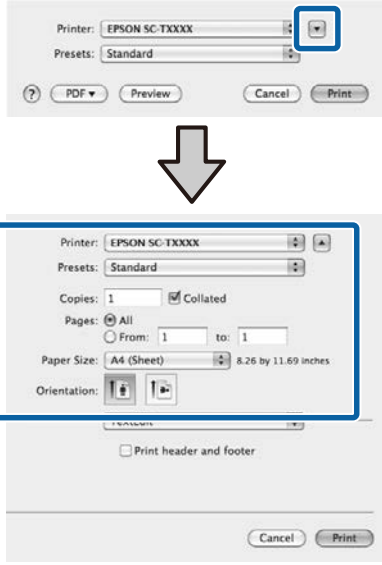 Printer: EPSON SC-TXXXX
Presets: Standard
? PDF Preview Cancel Print
Printer: EPSON SC-TXXXX
Presets: Standard
Copies: 1 Collated
Pages: All
From: 1 to: 1
Paper Size: A4 (Sheet) 8.26 by 11.69 inches
Orientation:
TextEdit
Print header and footer
Cancel Print